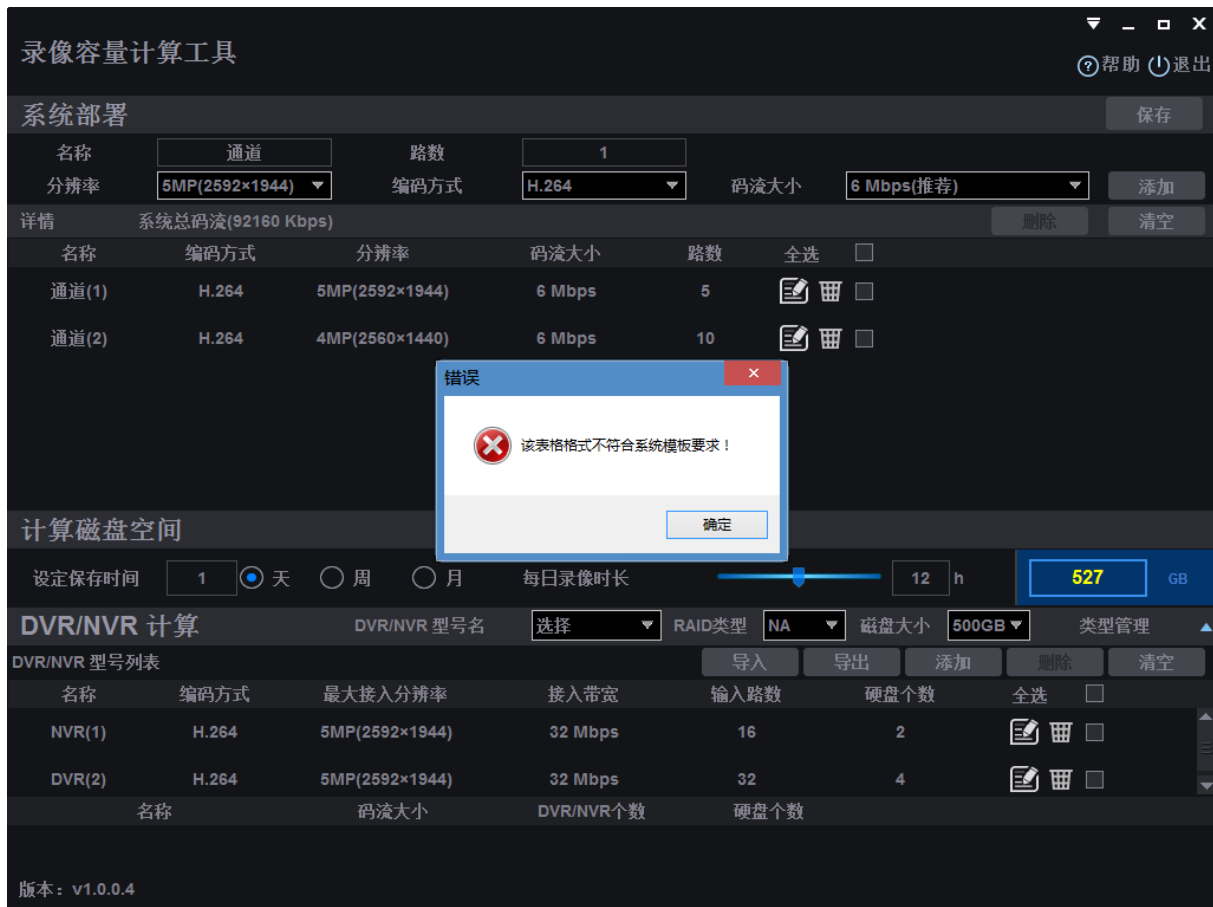 录像容量计算工具
帮助 退出
系统部署 保存
名称 通道 路数 1
分辨率 5MP(2592×1944) 编码方式 H.264 码流大小 6 Mbps(推荐) 添加
详情 系统总码流(92160 Kbps) 删除 清空
名称 编码方式 分辨率 码流大小 路数 全选
通道(1) H.264 5MP(2592×1944) 6 Mbps 5
通道(2) H.264 4MP(2560×1440) 6 Mbps 10
错误
该表格格式不符合系统模板要求！
确定
计算磁盘空间
设定保存时间 1 天 周 月 每日录像时长 12 h 527 GB
DVR/NVR 计算 DVR/NVR 型号名 选择 RAID类型 NA 磁盘大小 500GB 类型管理
DVR/NVR 型号列表 导入 导出 添加 删除 清空
名称 编码方式 最大接入分辨率 接入带宽 输入路数 硬盘个数 全选
NVR(1) H.264 5MP(2592×1944) 32 Mbps 16 2
DVR(2) H.264 5MP(2592×1944) 32 Mbps 32 4
名称 码流大小 DVR/NVR个数 硬盘个数
版本：v1.0.0.4